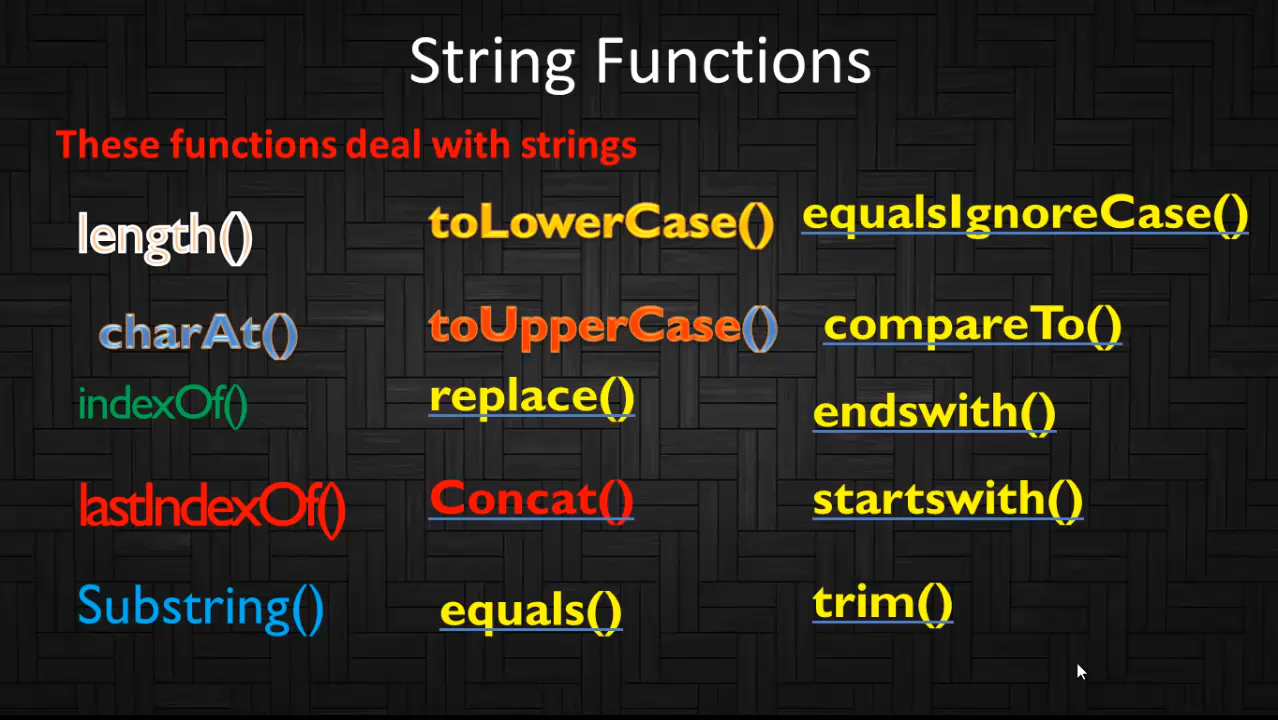 String Functions
These functions deal with strings
length()
charAt()
indexOf()
lastIndexOf()
Substring()
toLowerCase()
toUpperCase()
replace()
Concat()
equals()
equalsIgnoreCase()
compareTo()
endswith()
startswith()
trim()